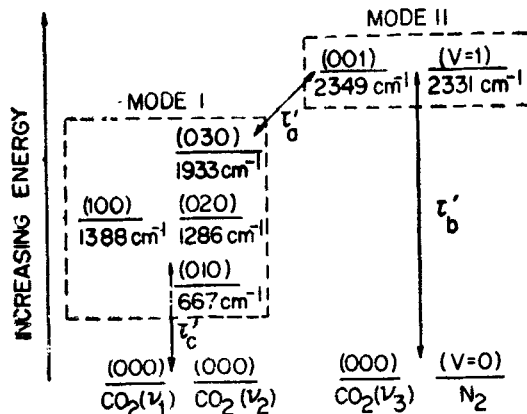 MODE II
(001) (V=1)
2349 cm⁻¹ 2331 cm⁻¹
MODE I
τ'a
(030)
1933 cm⁻¹
(100) (020)
1388 cm⁻¹ 1286 cm⁻¹
τ'b
(010)
667 cm⁻¹
τ'c
(000) (000) (000) (V=0)
CO₂(ν₁) CO₂(ν₂) CO₂(ν₃) N₂
INCREASING ENERGY